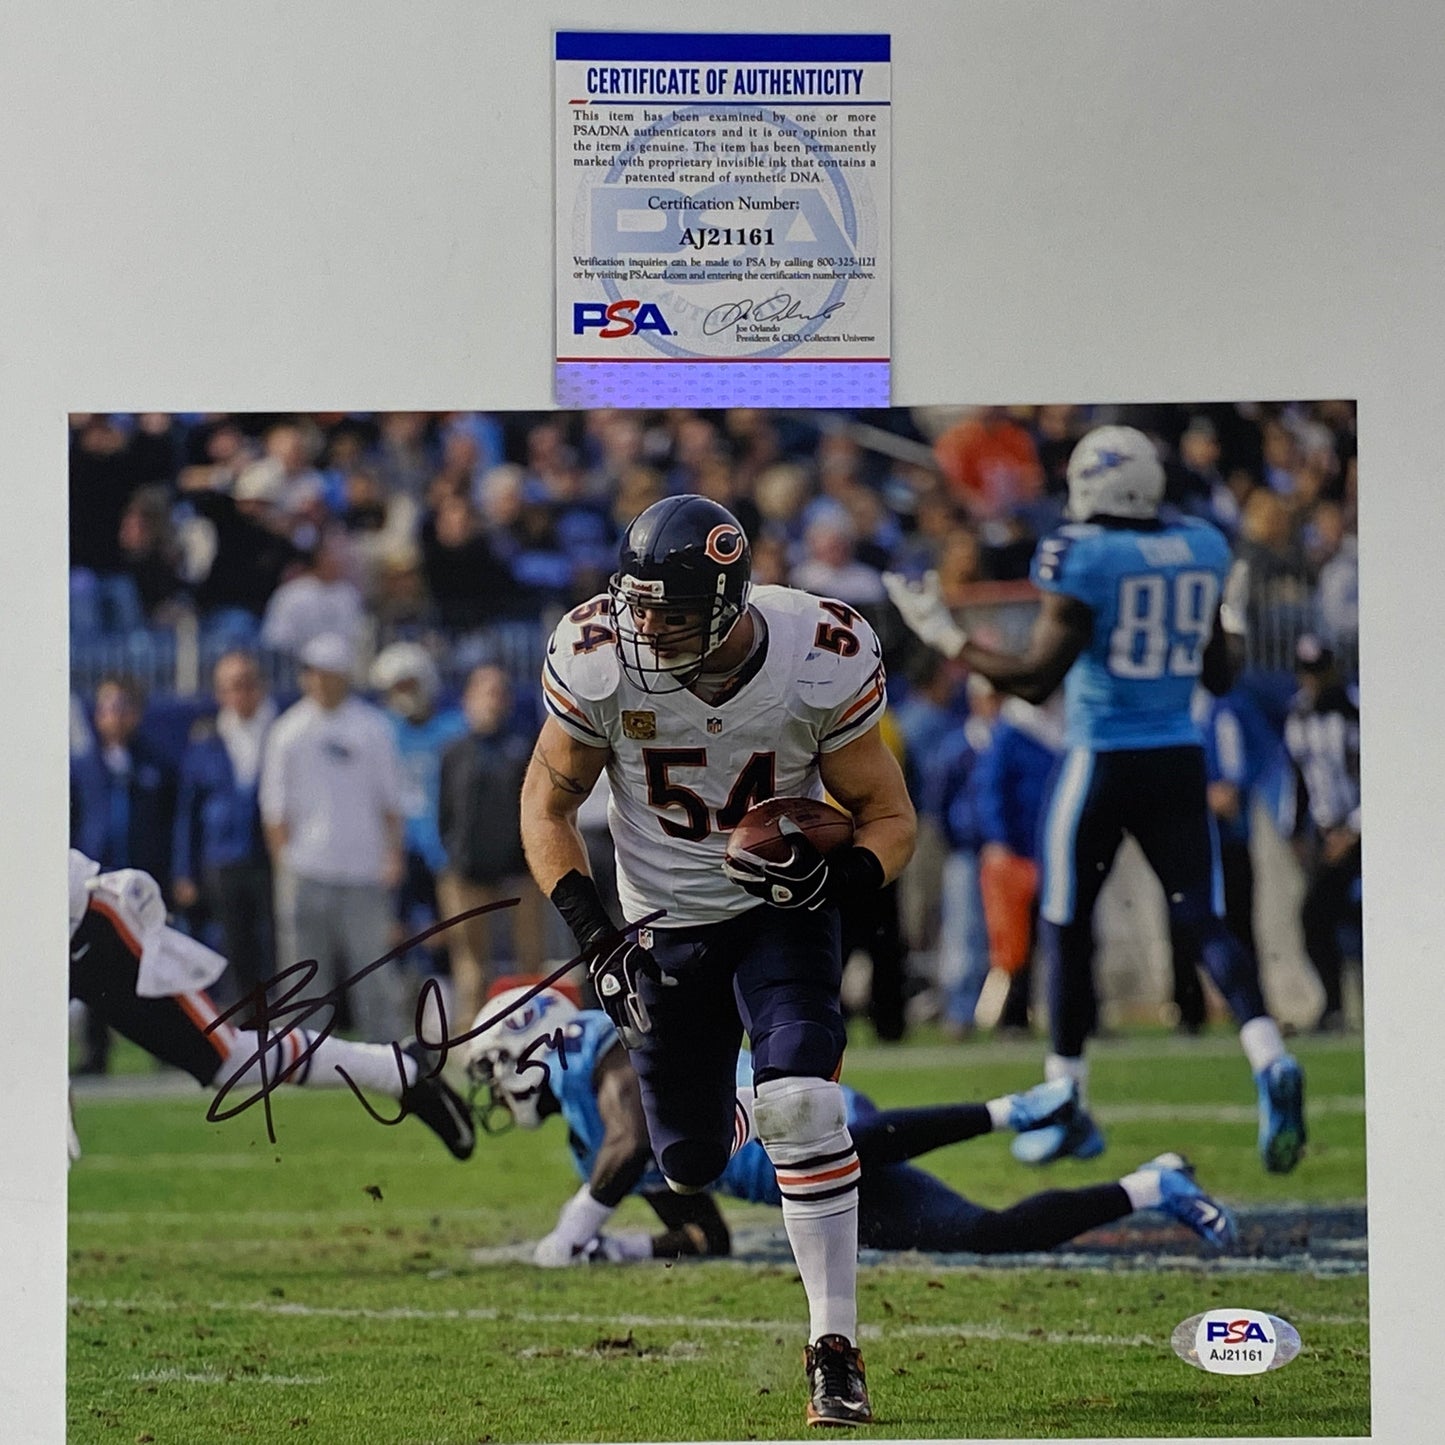 CERTIFICATE OF AUTHENTICITY
This item has been examined by one or more
PSA/DNA authenticators and it is our opinion that
the item is genuine. The item has been permanently
marked with proprietary invisible ink that contains a
patented strand of synthetic DNA.
Certification Number:
AJ21161
Verification inquiries can be made to PSA by calling 800-325-1121
or by visiting PSAcard.com and entering the certification number above.
PSA.
Joe Orlando
President & CEO, Collectors Universe
PSA
89
54
54
54
54
PSA.
AJ21161